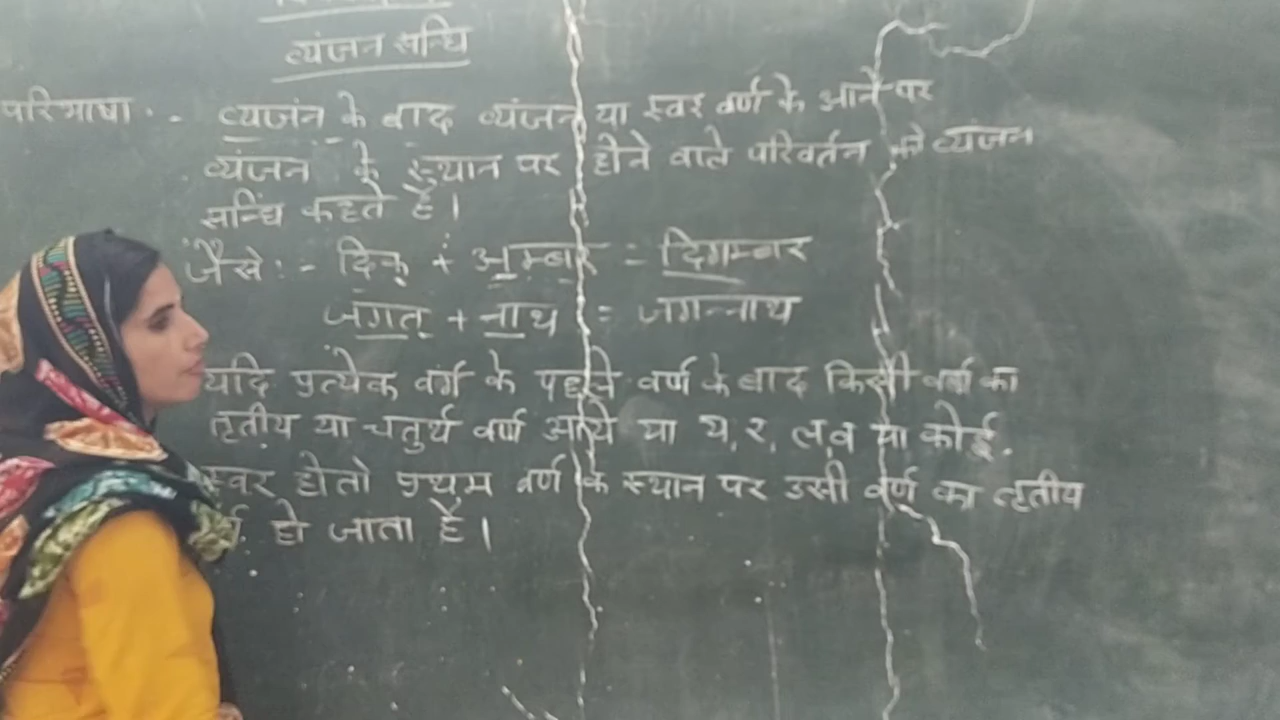 व्यंजन सन्धि
परिभाषा :- व्यजंन के बाद व्यंजन या स्वर वर्ण के आने पर
व्यंजन के स्थान पर होने वाले परिवर्तन को व्यंजन
सन्धि कहते हैं।
जैसे :- दिक् + अम्बर = दिगम्बर
जगत् + नाथ = जगन्नाथ
यदि प्रत्येक वर्ग के पहले वर्ण के बाद किसी वर्ग का
तृतीय या चतुर्थ वर्ण आये या य, र, ल, व या कोई
स्वर हो तो प्रथम वर्ण के स्थान पर उसी वर्ण का तृतीय
हो जाता है।